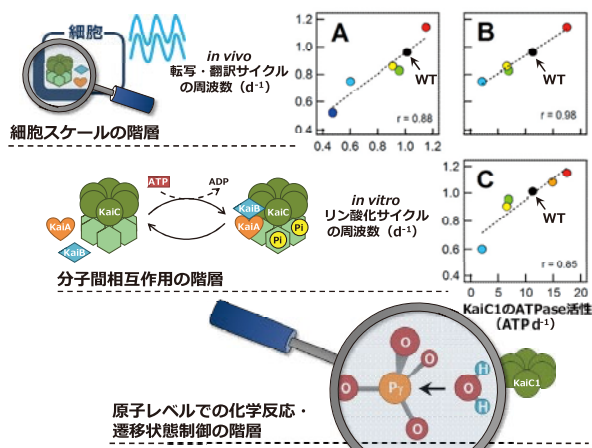 細胞
in vivo
転写・翻訳サイクル
の周波数（d-1）
細胞スケールの階層
A
1.2
1.0
0.8
0.6
0.4
WT
r = 0.88
0.4
0.6
0.8
1.0
1.2
B
WT
r = 0.98
KaiC
KaiA
KaiB
ATP
ADP
KaiB
KaiC
KaiA
Pi
Pi
in vitro
リン酸化サイクル
の周波数（d-1）
分子間相互作用の階層
C
1.2
1.0
0.8
0.6
0.4
WT
r = 0.85
0
5
10
15
20
KaiC1のATPase活性
（ATP d-1）
O
O
O
O
Pγ
O
H
H
KaiC1
原子レベルでの化学反応・
遷移状態制御の階層